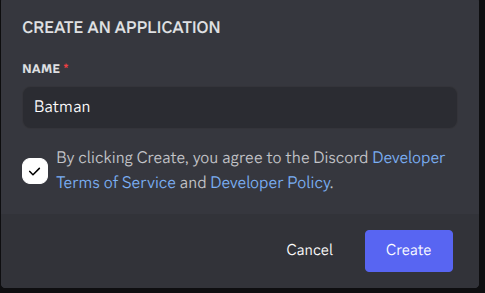 CREATE AN APPLICATION
NAME *
Batman
By clicking Create, you agree to the Discord Developer
Terms of Service and Developer Policy.
Cancel Create